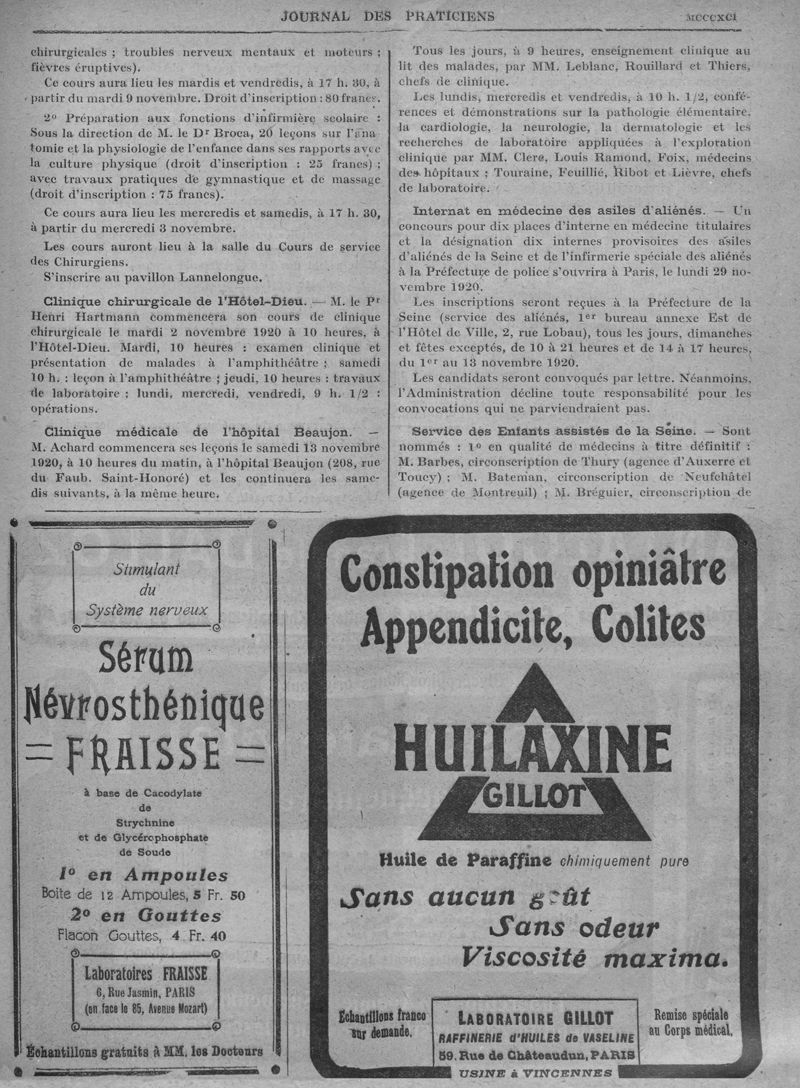 JOURNAL DES PRATICIENS
MCCCXCI
chirurgicales ; troubles nerveux mentaux et moteurs ;
fièvres éruptives).
Ce cours aura lieu les mardis et vendredis, à 17 h. 30, à
partir du mardi 9 novembre. Droit d'inscription : 80 francs.
2º Préparation aux fonctions d'infirmière scolaire :
Sous la direction de M. le Dr Broca, 20 leçons sur l'ana
tomie et la physiologie de l'enfance dans ses rapports avec
la culture physique (droit d'inscription : 25 francs) ;
avec travaux pratiques de gymnastique et de massage
(droit d'inscription : 75 francs).
Ce cours aura lieu les mercredis et samedis, à 17 h. 30,
à partir du mercredi 3 novembre.
Les cours auront lieu à la salle du Cours de service
des Chirurgiens.
S'inscrire au pavillon Lannelongue.
Clinique chirurgicale de l'Hôtel-Dieu. — M. le Pr
Henri Hartmann commencera son cours de clinique
chirurgicale le mardi 2 novembre 1920 à 10 heures, à
l'Hôtel-Dieu. Mardi, 10 heures : examen clinique et
présentation de malades à l'amphithéâtre ; samedi
10 h. : leçon à l'amphithéâtre ; jeudi, 10 heures : travaux
de laboratoire ; lundi, mercredi, vendredi, 9 h. 1/2 :
opérations.
Clinique médicale de l'hôpital Beaujon. —
M. Achard commencera ses leçons le samedi 13 novembre
1920, à 10 heures du matin, à l'hôpital Beaujon (208, rue
du Faub. Saint-Honoré) et les continuera les same-
dis suivants, à la même heure.
Tous les jours, à 9 heures, enseignement clinique au
lit des malades, par MM. Leblanc, Rouillard et Thiers,
chefs de clinique.
Les lundis, mercredis et vendredis, à 10 h. 1/2, confé-
rences et démonstrations sur la pathologie élémentaire,
la cardiologie, la neurologie, la dermatologie et les
recherches de laboratoire appliquées à l'exploration
clinique par MM. Clerc, Louis Ramond, Foix, médecins
des hôpitaux ; Touraine, Feuillié, Ribot et Lièvre, chefs
de laboratoire.
Internat en médecine des asiles d'aliénés. — Un
concours pour dix places d'interne en médecine titulaires
et la désignation dix internes provisoires des asiles
d'aliénés de la Seine et de l'infirmerie spéciale des aliénés
à la Préfecture de police s'ouvrira à Paris, le lundi 29 no-
vembre 1920.
Les inscriptions seront reçues à la Préfecture de la
Seine (service des aliénés, 1er bureau annexe Est de
l'Hôtel de Ville, 2, rue Lobau), tous les jours, dimanches
et fêtes exceptés, de 10 à 21 heures et de 14 à 17 heures,
du 1er au 13 novembre 1920.
Les candidats seront convoqués par lettre. Néanmoins,
l'Administration décline toute responsabilité pour les
convocations qui ne parviendraient pas.
Service des Enfants assistés de la Seine. — Sont
nommés : 1º en qualité de médecins à titre définitif :
M. Barbes, circonscription de Thury (agence d'Auxerre et
Toucy) ; M. Bateman, circonscription de Neufchâtel
(agence de Montreuil) ; M. Bréguier, circonscription de
Stimulant
du
Système nerveux
Sérum
Névrosthénique
= FRAISSE =
à base de Cacodylate
de
Strychnine
et de Glycérophosphate
de Soude
1º en Ampoules
Boite de 12 Ampoules, 5 Fr. 50
2º en Gouttes
Flacon Gouttes, 4 Fr. 40
Laboratoires FRAISSE
6, Rue Jasmin, PARIS
(en face le 85, Avenue Mozart)
Échantillons gratuits à MM. les Docteurs
Constipation opiniâtre
Appendicite, Colites
HUILAXINE
GILLOT
Huile de Paraffine chimiquement pure
Sans aucun goût
Sans odeur
Viscosité maxima.
Échantillons franco
sur demande.
LABORATOIRE GILLOT
RAFFINERIE d'HUILES de VASELINE
59, Rue de Châteaudun, PARIS
USINE à VINCENNES
Remise spéciale
au Corps médical.